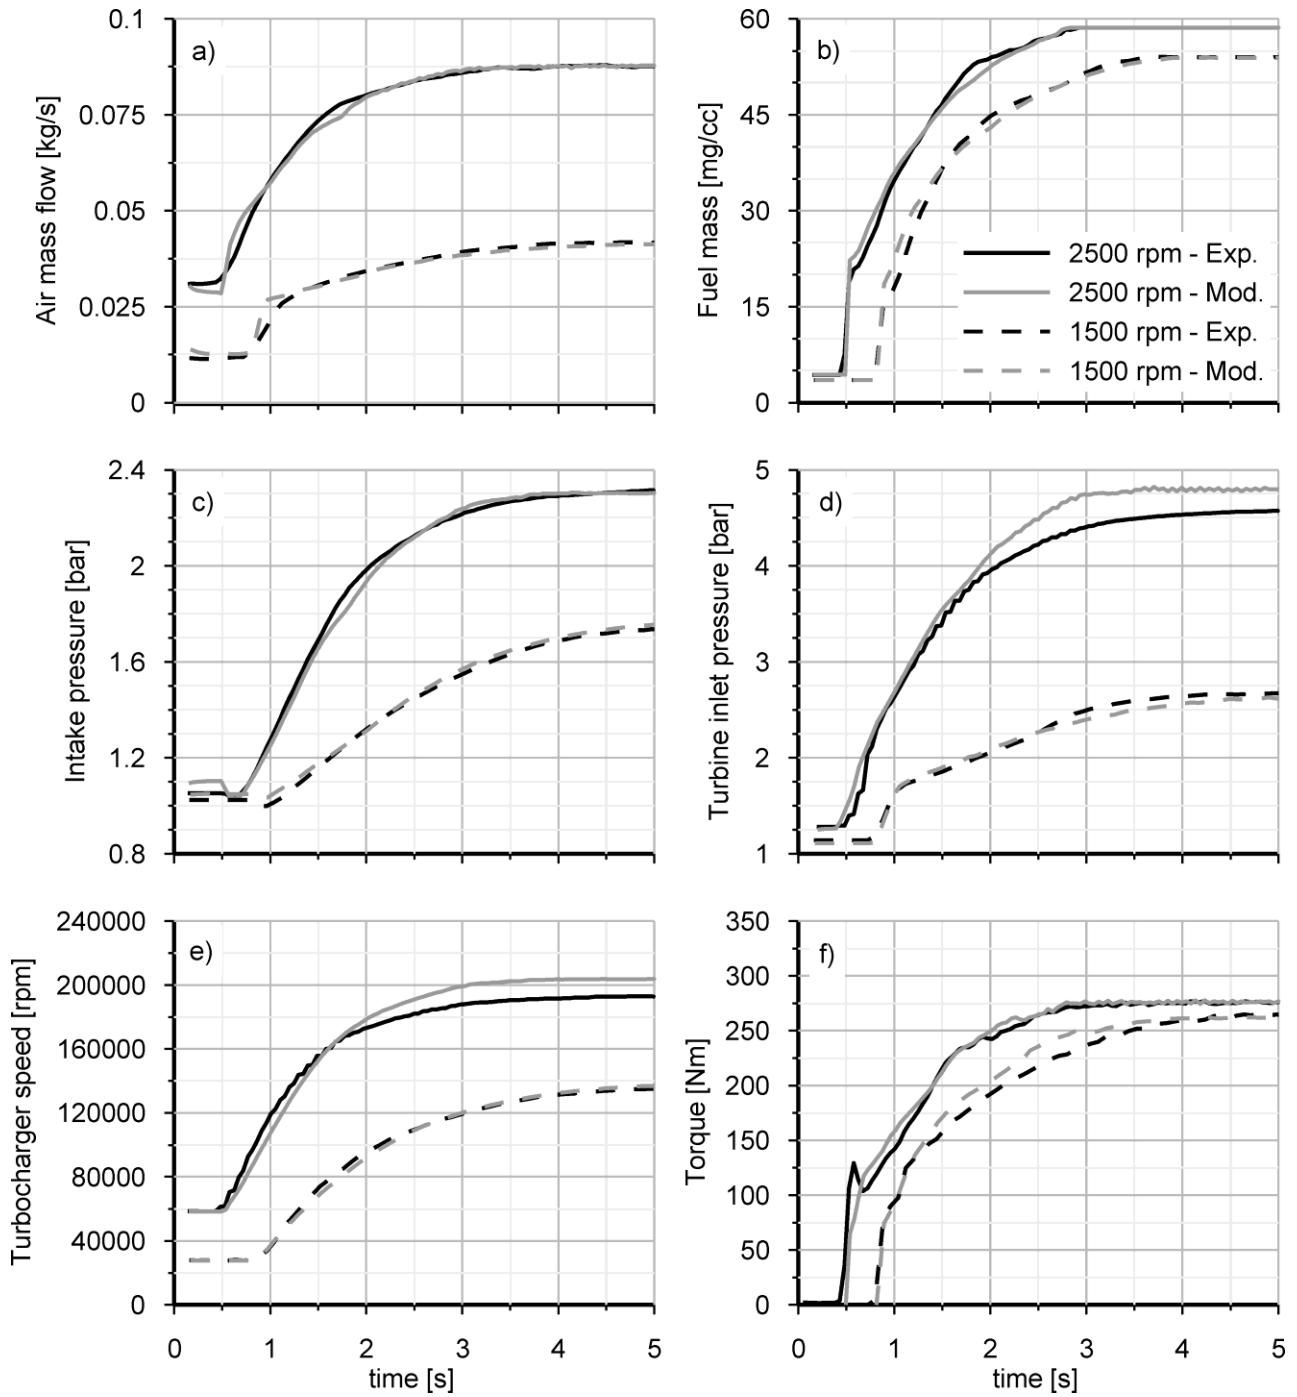 a)
Air mass flow [kg/s]
0.1
0.075
0.05
0.025
0
b)
Fuel mass [mg/cc]
60
45
30
15
0
2500 rpm - Exp.
2500 rpm - Mod.
1500 rpm - Exp.
1500 rpm - Mod.
c)
Intake pressure [bar]
2.4
2
1.6
1.2
0.8
d)
Turbine inlet pressure [bar]
5
4
3
2
1
e)
Turbocharger speed [rpm]
240000
200000
160000
120000
80000
40000
0
0 1 2 3 4 5
time [s]
f)
Torque [Nm]
350
300
250
200
150
100
50
0
0 1 2 3 4 5
time [s]